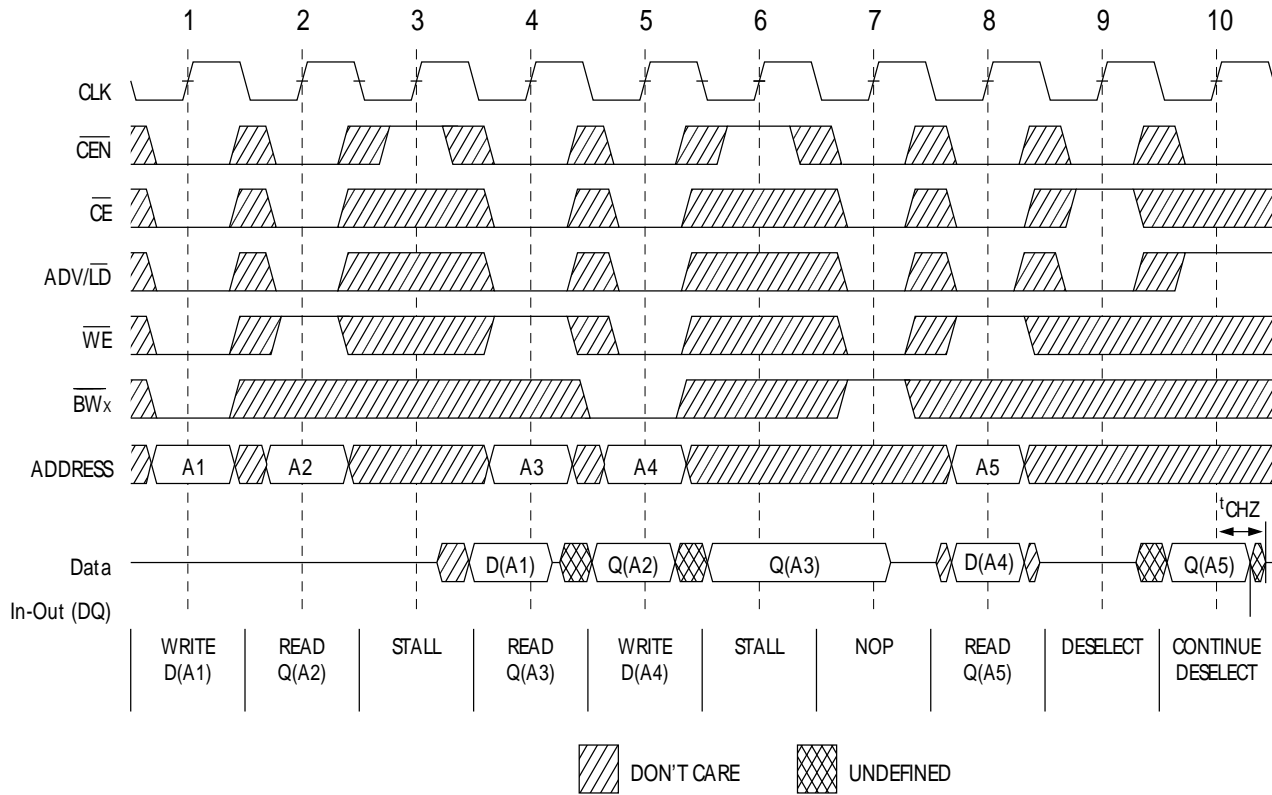 1 2 3 4 5 6 7 8 9 10
CLK
CEN
CE
ADV/LD
WE
BWX
ADDRESS A1 A2 A3 A4 A5
tCHZ
Data D(A1) Q(A2) Q(A3) D(A4) Q(A5)
In-Out (DQ)
WRITE READ STALL READ WRITE STALL NOP READ DESELECT CONTINUE
D(A1) Q(A2) Q(A3) D(A4) Q(A5) DESELECT
DON'T CARE UNDEFINED